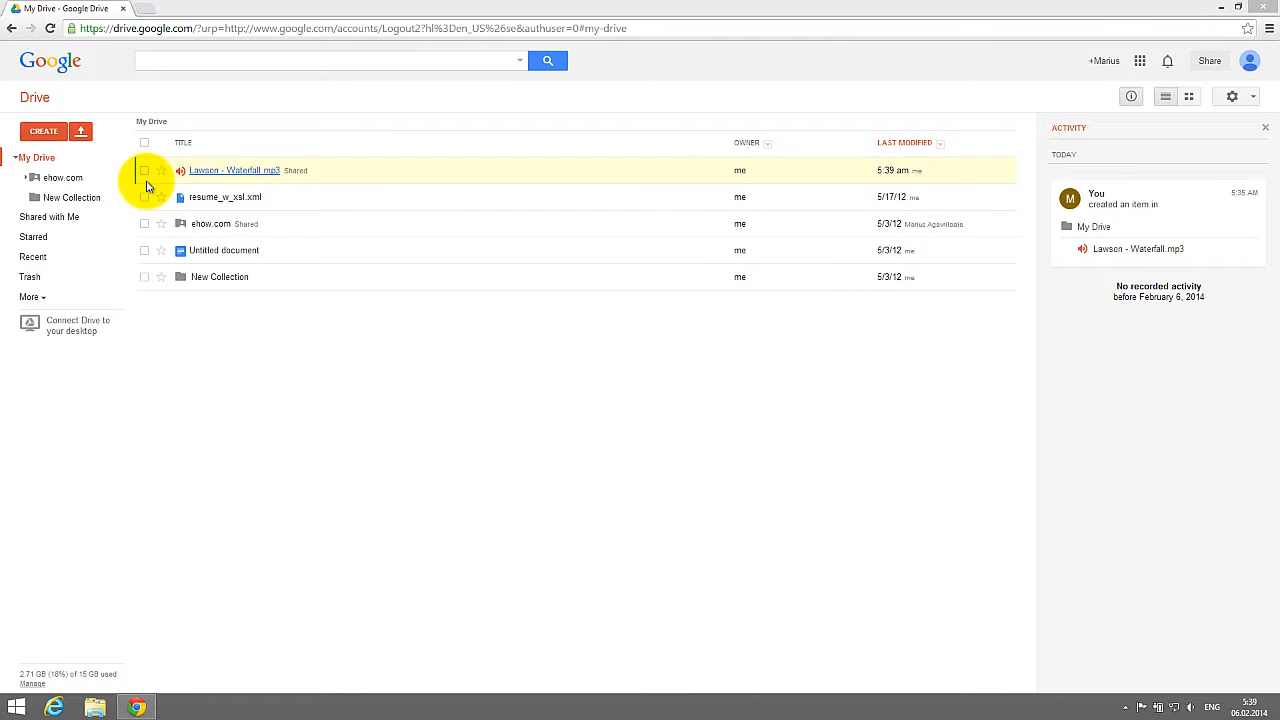 My Drive - Google Drive
https://drive.google.com/?urp=http://www.google.com/accounts/Logout2?hl%3Den_US%26se&authuser=0#my-drive
Google
+Marius
Share
Drive
CREATE
My Drive
ehow.com
New Collection
Shared with Me
Starred
Recent
Trash
More
Connect Drive to
your desktop
2.71 GB (18%) of 15 GB used
Manage
My Drive
TITLE OWNER LAST MODIFIED
Lawson - Waterfall.mp3 Shared me 5:39 am me
resume_w_xsl.xml me 5/17/12 me
ehow.com Shared me 5/3/12 Marius Agavriloaie
Untitled document me 5/3/12 me
New Collection me 5/3/12 me
ACTIVITY
TODAY
M
You 5:35 AM
created an item in
My Drive
Lawson - Waterfall.mp3
No recorded activity
before February 6, 2014
ENG
5:39
06.02.2014